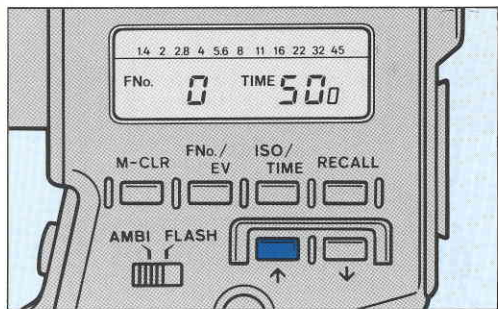 1.4 2 2.8 4 5.6 8 11 16 22 32 45
FNo. 0 TIME 500
M-CLR FNo./EV ISO/TIME RECALL
AMBI FLASH
↑ ↓